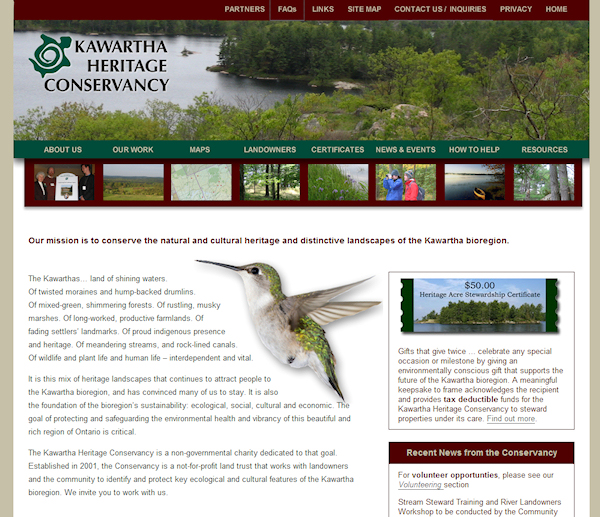 PARTNERS FAQs LINKS SITE MAP CONTACT US / INQUIRIES PRIVACY HOME
KAWARTHA
HERITAGE
CONSERVANCY
ABOUT US OUR WORK MAPS LANDOWNERS CERTIFICATES NEWS & EVENTS HOW TO HELP RESOURCES
Our mission is to conserve the natural and cultural heritage and distinctive landscapes of the Kawartha bioregion.
The Kawarthas… land of shining waters.
Of twisted moraines and hump-backed drumlins.
Of mixed-green, shimmering forests. Of rustling, musky
marshes. Of long-worked, productive farmlands. Of
fading settlers' landmarks. Of proud indigenous presence
and heritage. Of meandering streams, and rock-lined canals.
Of wildlife and plant life and human life – interdependent and vital.
It is this mix of heritage landscapes that continues to attract people to
the Kawartha bioregion, and has convinced many of us to stay. It is also
the foundation of the bioregion's sustainability: ecological, social, cultural and economic. The
goal of protecting and safeguarding the environmental health and vibrancy of this beautiful and
rich region of Ontario is critical.
The Kawartha Heritage Conservancy is a non-governmental charity dedicated to that goal.
Established in 2001, the Conservancy is a not-for-profit land trust that works with landowners
and the community to identify and protect key ecological and cultural features of the Kawartha
bioregion. We invite you to work with us.
$50.00
Heritage Acre Stewardship Certificate
Gifts that give twice ... celebrate any special
occasion or milestone by giving an
environmentally conscious gift that supports the
future of the Kawartha bioregion. A meaningful
keepsake to frame acknowledges the recipient
and provides tax deductible funds for the
Kawartha Heritage Conservancy to steward
properties under its care. Find out more.
Recent News from the Conservancy
For volunteer opportunties, please see our
Volunteering section
Stream Steward Training and River Landowners
Workshop to be conducted by the Community